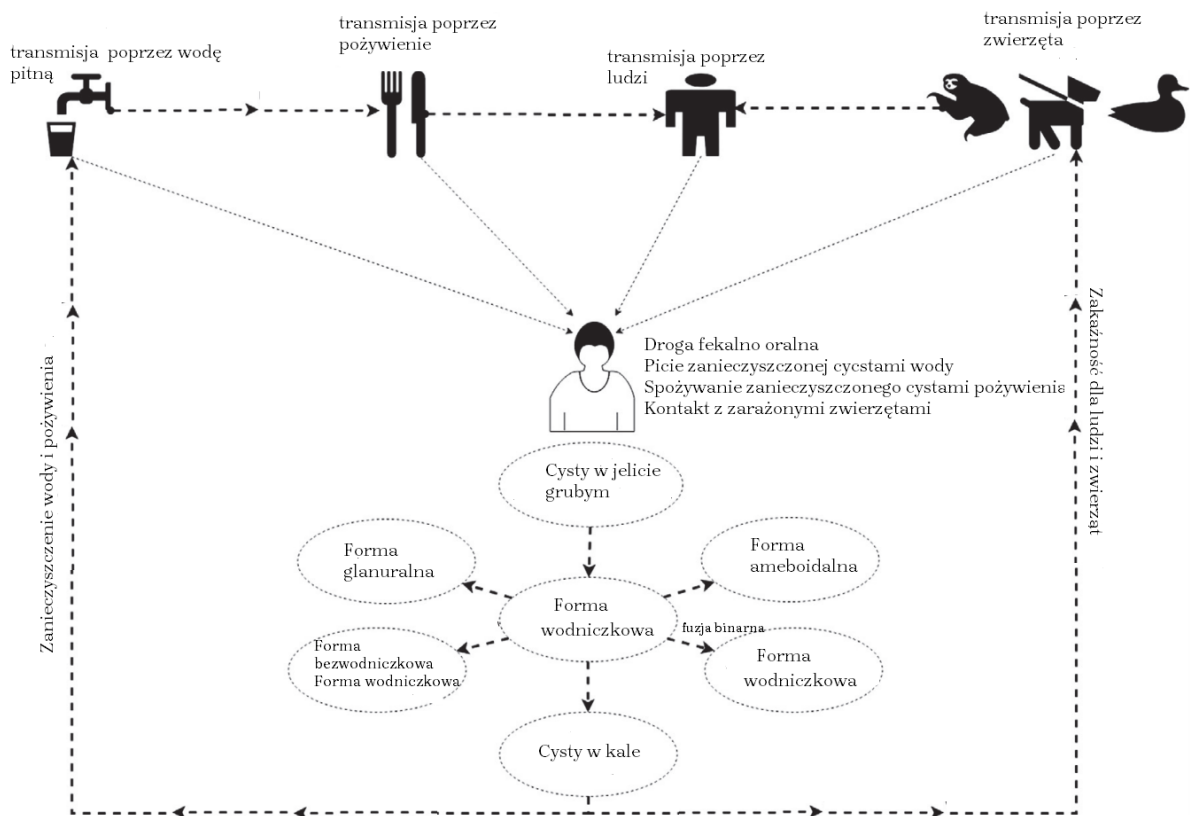 transmisja poprzez wodę
pitną
transmisja poprzez
pożywienie
transmisja poprzez
ludzi
transmisja poprzez
zwierzęta
Zanieczyszczenie wody i pożywienia
Zakaźność dla ludzi i zwierząt
Droga fekalno oralna
Picie zanieczyszczonej cycstami wody
Spożywanie zanieczyszczonego cystami pożywienia
Kontakt z zarażonymi zwierzętami
Cysty w jelicie
grubym
Forma
glanuralna
Forma
ameboidalna
Forma
wodniczkowa
fuzja binarna
Forma
bezwodniczkowa
Forma wodniczkowa
Forma
wodniczkowa
Cysty w kale